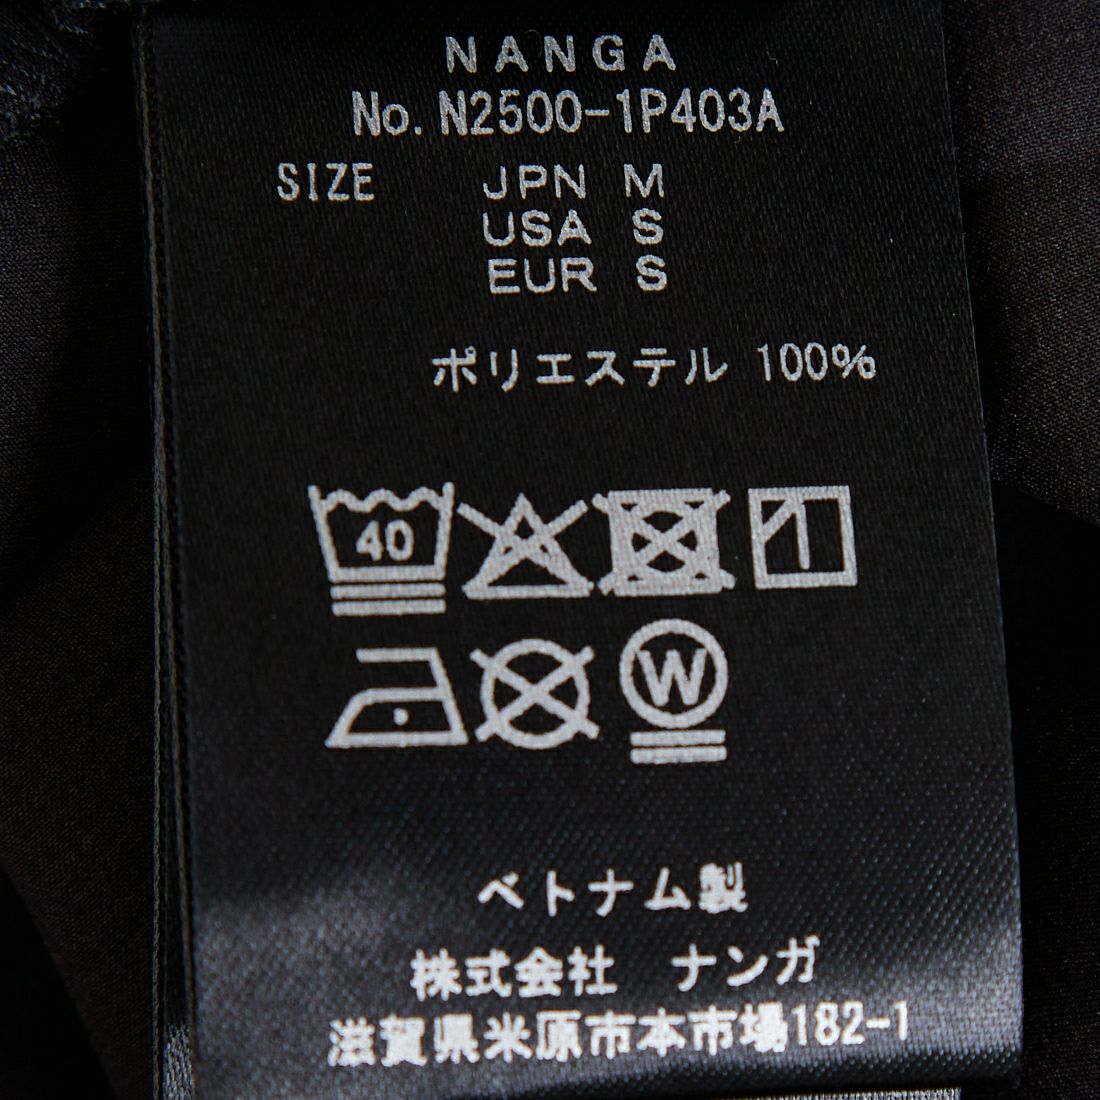 NANGA
No. N2500-1P403A
SIZE JPN M
USA S
EUR S
ポリエステル 100%
40
W
ベトナム製
株式会社 ナンガ
滋賀県米原市本市場182-1